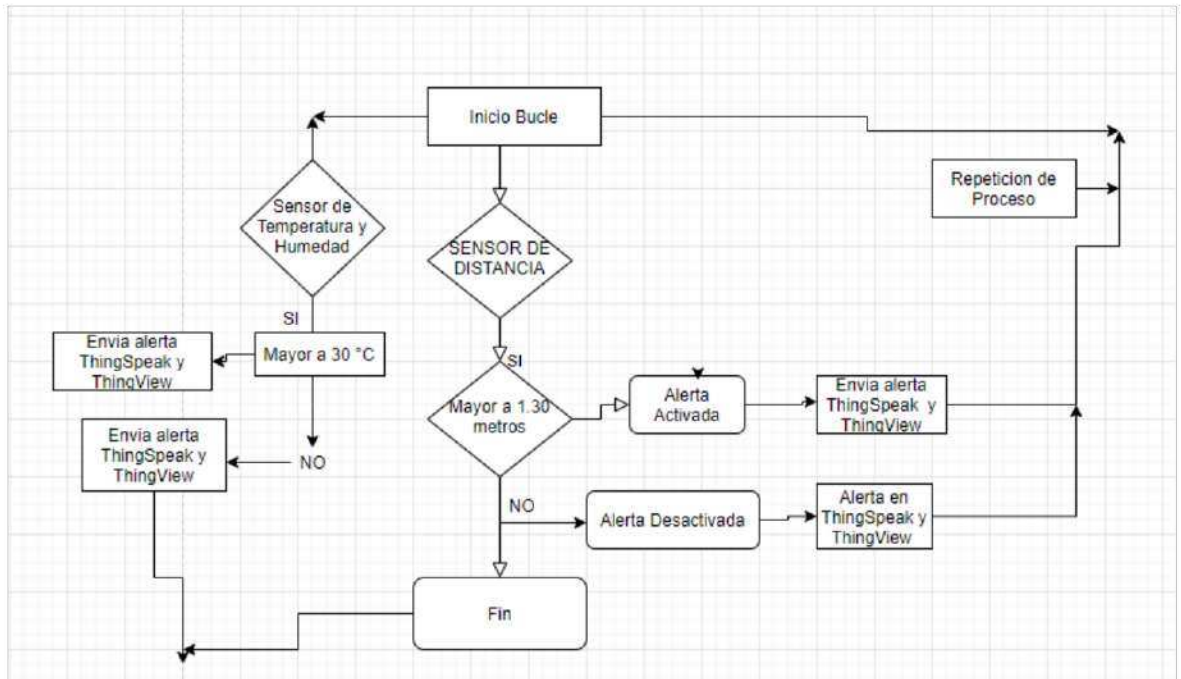 Inicio Bucle
Repeticion de
Proceso
Sensor de
Temperatura y
Humedad
SENSOR DE
DISTANCIA
SI
Envia alerta
ThingSpeak y
ThingView
Mayor a 30 °C
SI
Mayor a 1.30
metros
Alerta
Activada
Envia alerta
ThingSpeak y
ThingView
Envia alerta
ThingSpeak y
ThingView
NO
NO
Alerta Desactivada
Alerta en
ThingSpeak y
ThingView
Fin